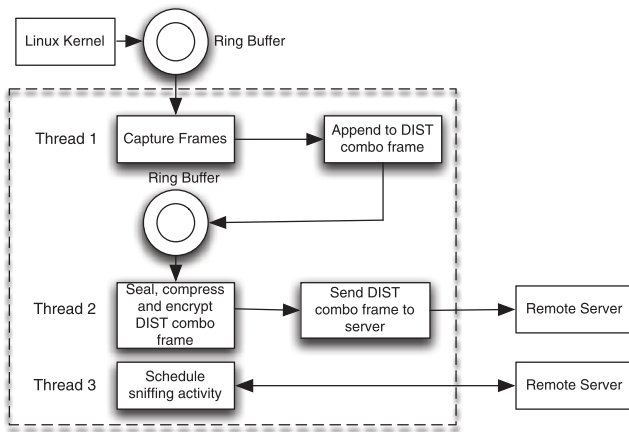 Linux Kernel
Ring Buffer
Thread 1
Capture Frames
Append to DIST
combo frame
Ring Buffer
Thread 2
Seal, compress
and encrypt
DIST combo
frame
Send DIST
combo frame to
server
Remote Server
Thread 3
Schedule
sniffing activity
Remote Server